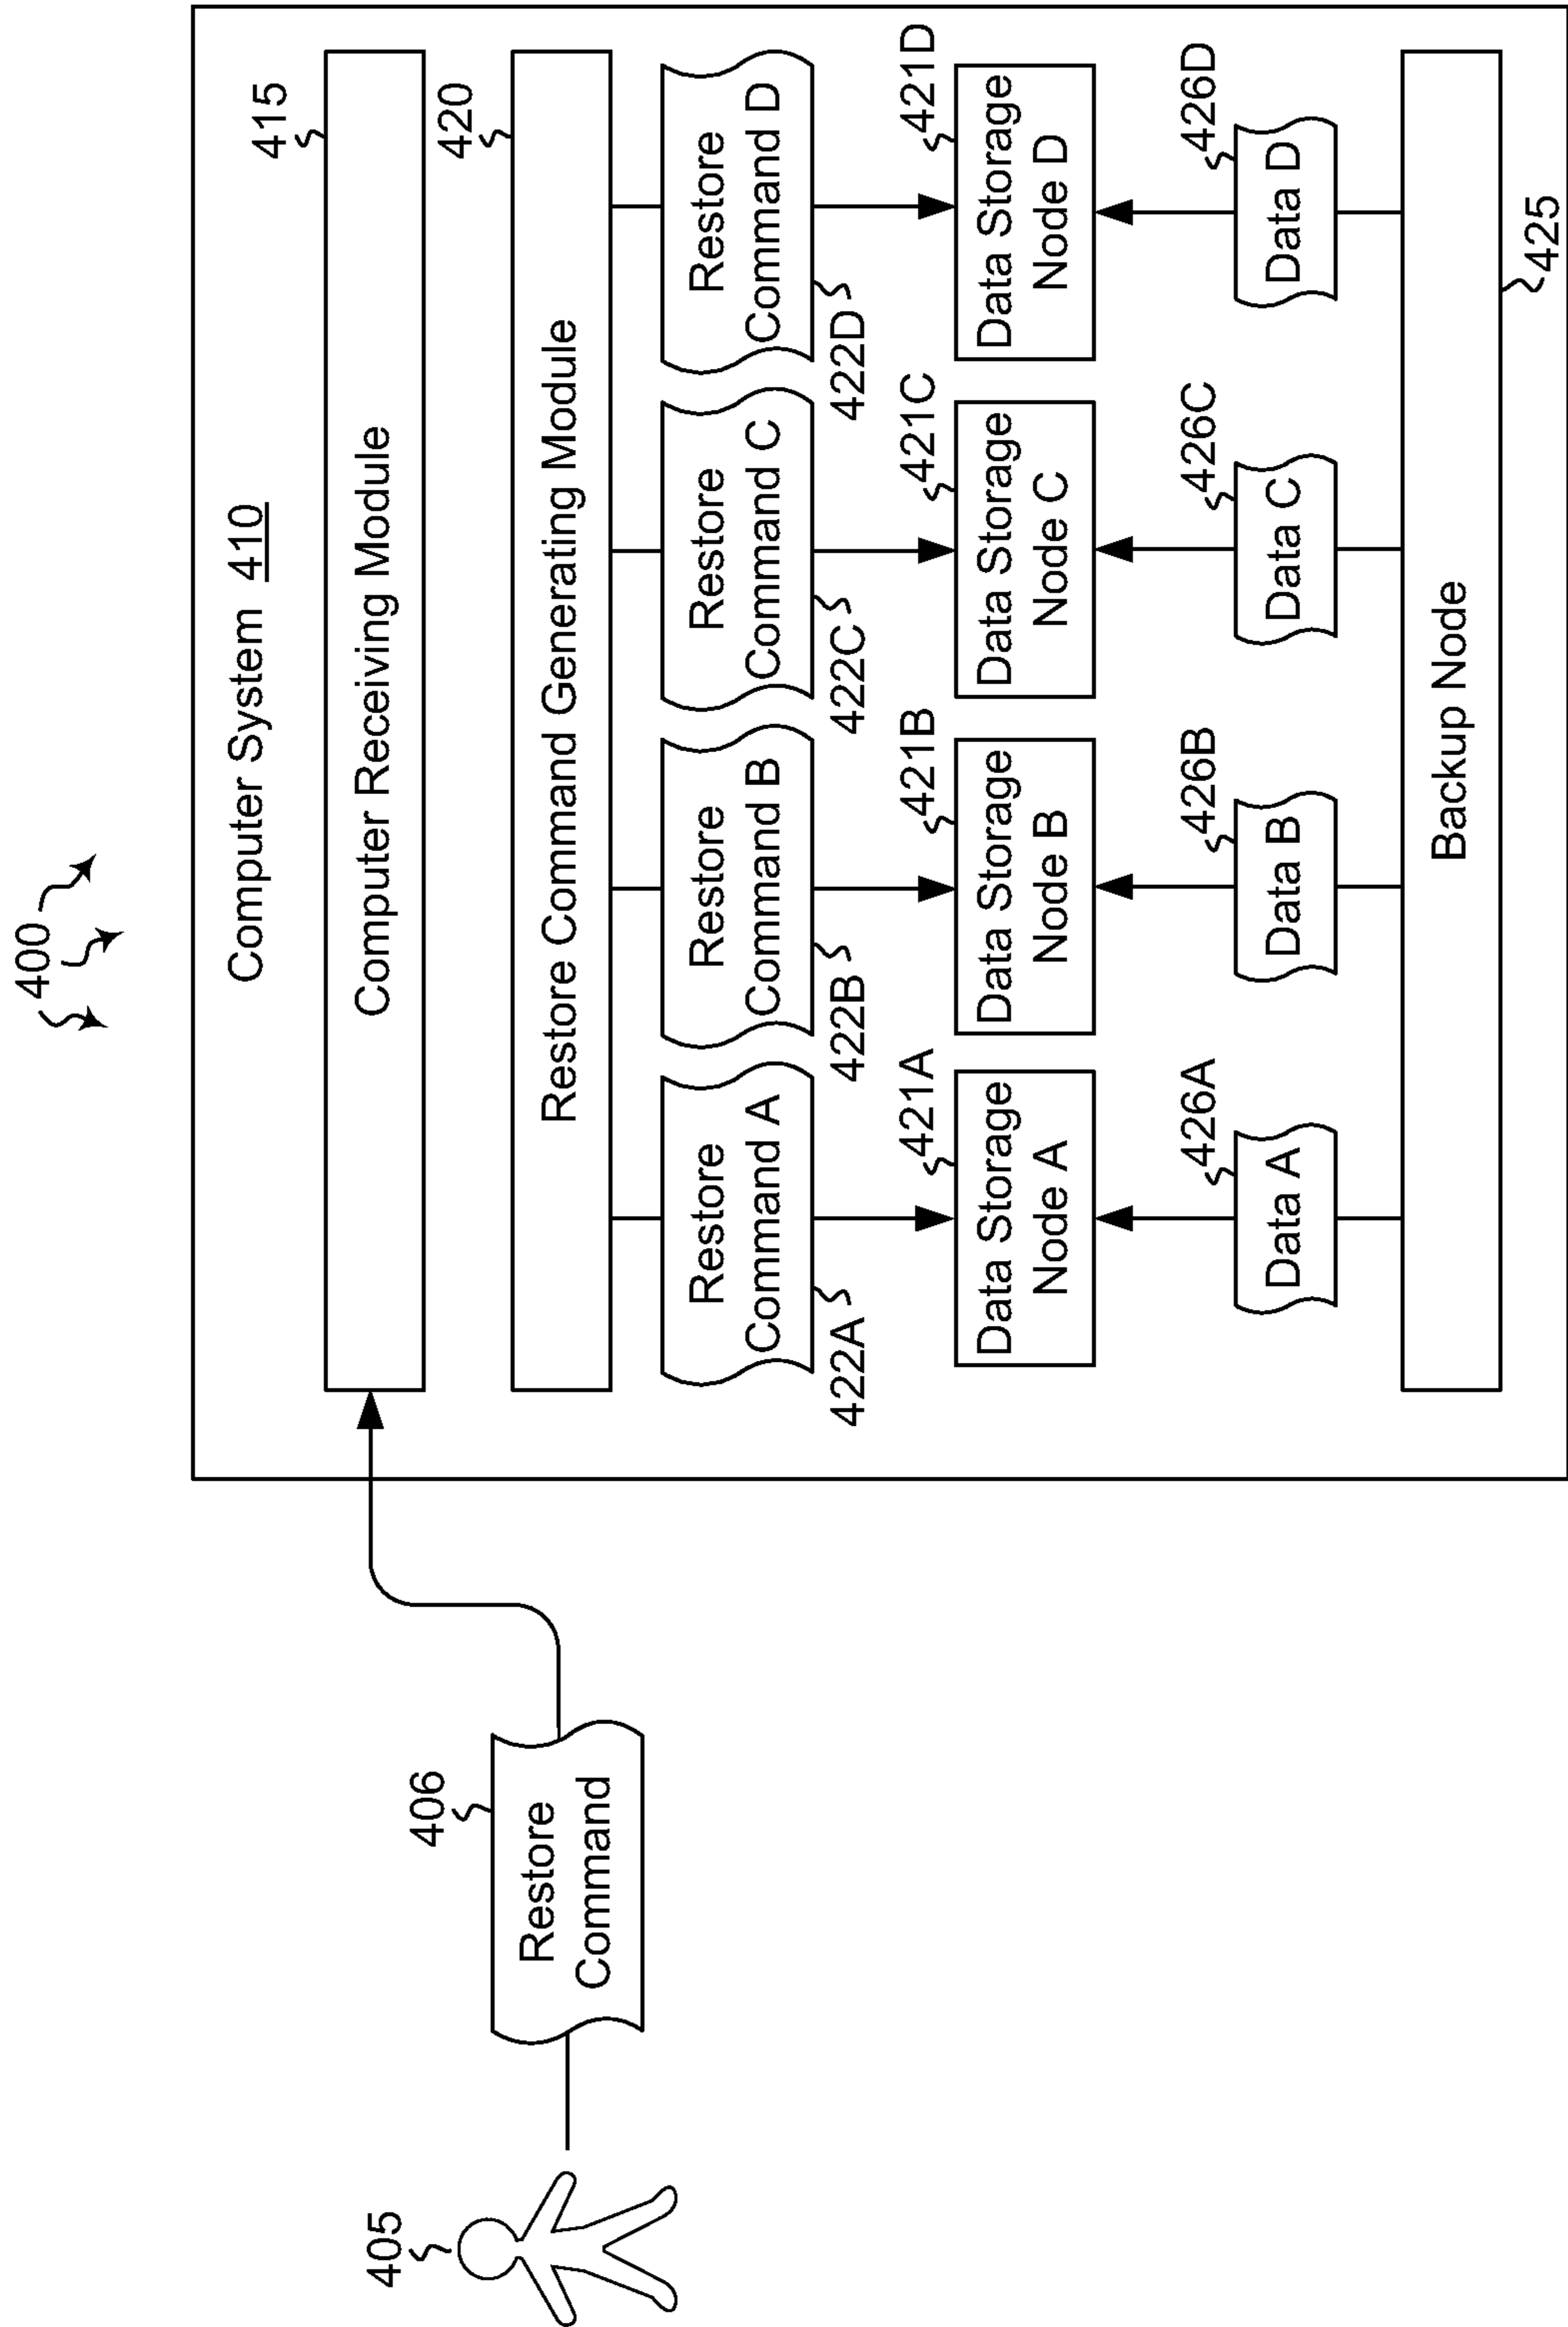 400
Computer System 410
415
Computer Receiving Module
420
Restore Command Generating Module
405
406
Restore
Command
Restore
Command A
Restore
Command B
Restore
Command C
Restore
Command D
422A
422B
422C
422D
421A
421B
421C
421D
Data Storage
Node A
Data Storage
Node B
Data Storage
Node C
Data Storage
Node D
426A
426B
426C
426D
Data A
Data B
Data C
Data D
Backup Node
425